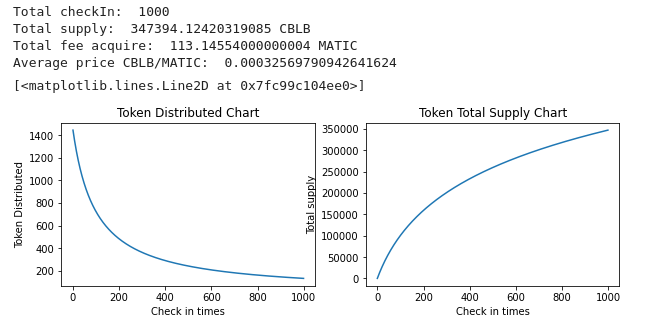 Total checkIn:  1000
Total supply:  347394.12420319085 CBLB
Total fee acquire:  113.14554000000004 MATIC
Average price CBLB/MATIC:  0.00032569790942641624
[<matplotlib.lines.Line2D at 0x7fc99c104ee0>]
Token Distributed Chart
1400
1200
1000
800
600
400
200
Token Distributed
0 200 400 600 800 1000
Check in times
Token Total Supply Chart
350000
300000
250000
200000
150000
100000
50000
0
Total supply
0 200 400 600 800 1000
Check in times